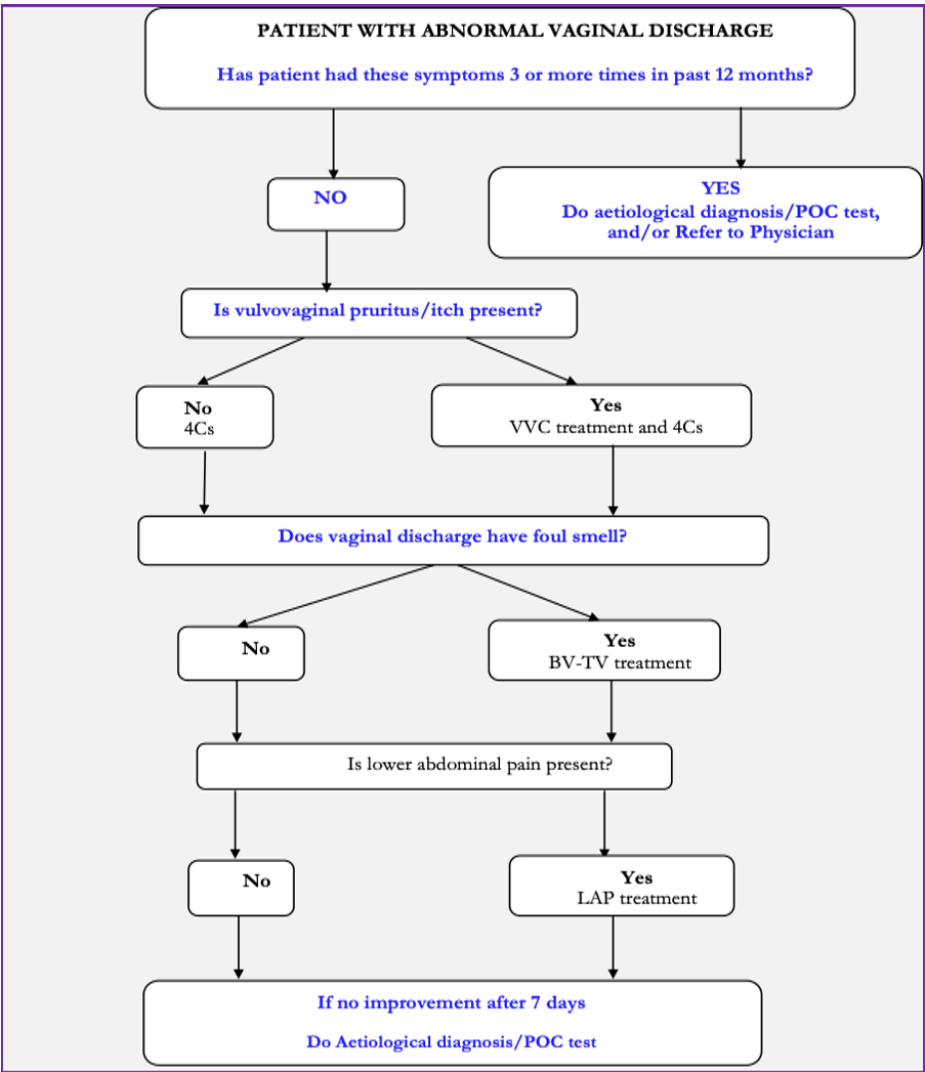 PATIENT WITH ABNORMAL VAGINAL DISCHARGE
Has patient had these symptoms 3 or more times in past 12 months?
NO
YES
Do aetiological diagnosis/POC test,
and/or Refer to Physician
Is vulvovaginal pruritus/itch present?
No
4Cs
Yes
VVC treatment and 4Cs
Does vaginal discharge have foul smell?
No
Yes
BV-TV treatment
Is lower abdominal pain present?
No
Yes
LAP treatment
If no improvement after 7 days
Do Aetiological diagnosis/POC test